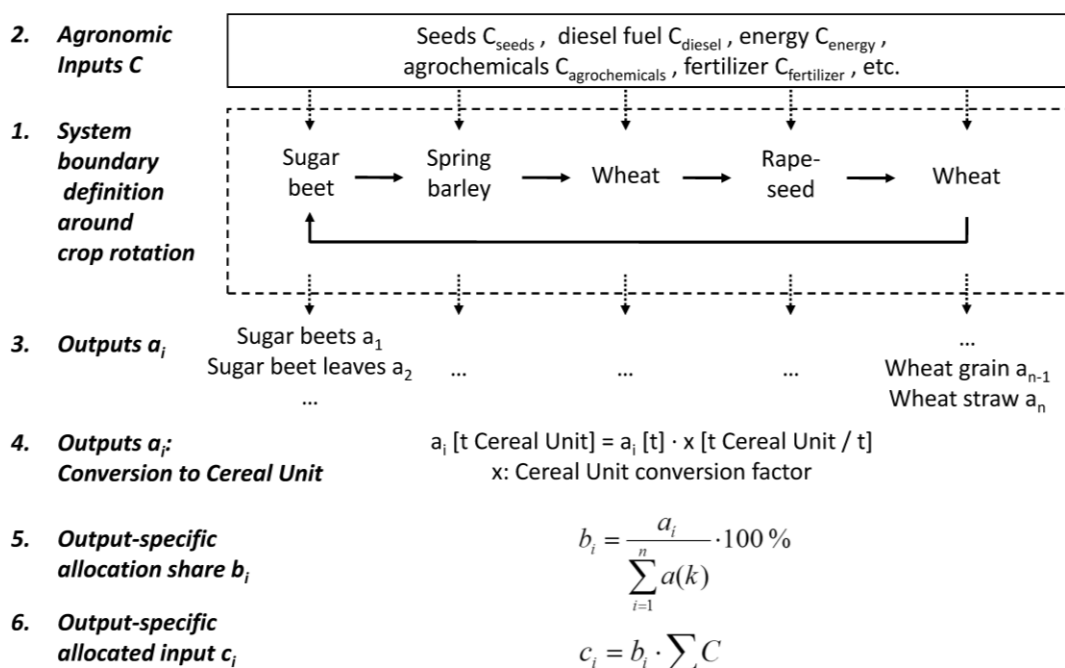 2. Agronomic Inputs C
Seeds C_seeds , diesel fuel C_diesel , energy C_energy ,
agrochemicals C_agrochemicals , fertilizer C_fertilizer , etc.
1. System
boundary
definition
around
crop rotation
Sugar
beet
Spring
barley
Wheat
Rape-
seed
Wheat
3. Outputs a_i
Sugar beets a_1
Sugar beet leaves a_2
...
...
...
...
...
Wheat grain a_n-1
Wheat straw a_n
4. Outputs a_i:
Conversion to Cereal Unit
a_i [t Cereal Unit] = a_i [t] · x [t Cereal Unit / t]
x: Cereal Unit conversion factor
5. Output-specific
allocation share b_i
b_i = a_i / ∑_{i=1}^{n} a(k) · 100 %
6. Output-specific
allocated input c_i
c_i = b_i · ∑ C